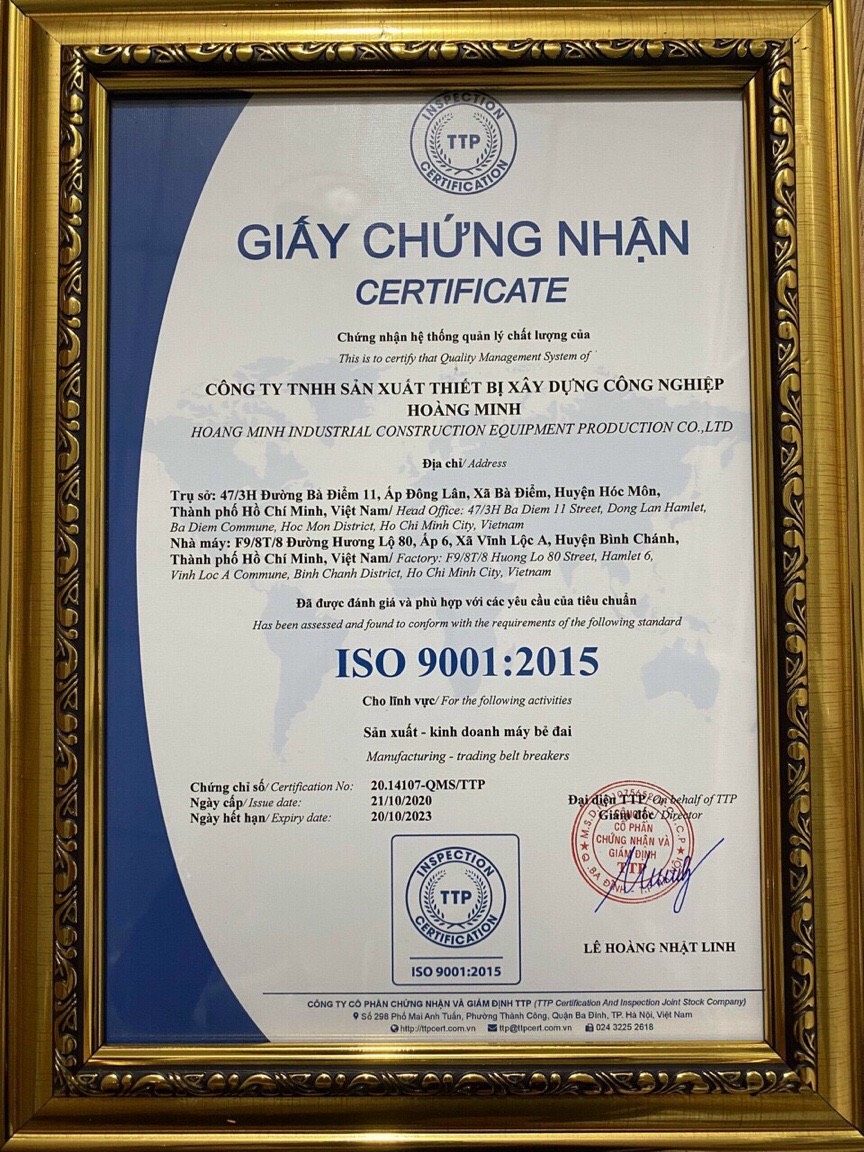 INSPECTION
TTP
CERTIFICATION
GIẤY CHỨNG NHẬN
CERTIFICATE
Chứng nhận hệ thống quản lý chất lượng của
This is to certify that Quality Management System of
CÔNG TY TNHH SẢN XUẤT THIẾT BỊ XÂY DỰNG CÔNG NGHIỆP
HOÀNG MINH
HOANG MINH INDUSTRIAL CONSTRUCTION EQUIPMENT PRODUCTION CO.,LTD
Địa chỉ/ Address
Trụ sở: 47/3H Đường Bà Điểm 11, Ấp Đông Lân, Xã Bà Điểm, Huyện Hóc Môn,
Thành phố Hồ Chí Minh, Việt Nam/ Head Office: 47/3H Ba Diem 11 Street, Dong Lan Hamlet,
Ba Diem Commune, Hoc Mon District, Ho Chi Minh City, Vietnam
Nhà máy: F9/8T/8 Đường Hương Lộ 80, Ấp 6, Xã Vĩnh Lộc A, Huyện Bình Chánh,
Thành phố Hồ Chí Minh, Việt Nam/ Factory: F9/8T/8 Huong Lo 80 Street, Hamlet 6,
Vinh Loc A Commune, Binh Chanh District, Ho Chi Minh City, Vietnam
Đã được đánh giá và phù hợp với các yêu cầu của tiêu chuẩn
Has been assessed and found to conform with the requirements of the following standard
ISO 9001:2015
Cho lĩnh vực/ For the following activities
Sản xuất - kinh doanh máy bẻ đai
Manufacturing - trading belt breakers
Chứng chỉ số/ Certification No: 20.14107-QMS/TTP
Ngày cấp/ Issue date: 21/10/2020
Ngày hết hạn/ Expiry date: 20/10/2023
Đại diện TTP/ On behalf of TTP
Giám đốc/ Director
CỔ PHẦN
CHỨNG NHẬN VÀ
GIÁM ĐỊNH
TTP
LÊ HOÀNG NHẬT LINH
INSPECTION
TTP
CERTIFICATION
ISO 9001:2015
CÔNG TY CỔ PHẦN CHỨNG NHẬN VÀ GIÁM ĐỊNH TTP (TTP Certification And Inspection Joint Stock Company)
Số 298 Phố Mai Anh Tuấn, Phường Thành Công, Quận Ba Đình, TP. Hà Nội, Việt Nam
http://ttpcert.com.vn ttp@ttpcert.com.vn 024 3225 2618